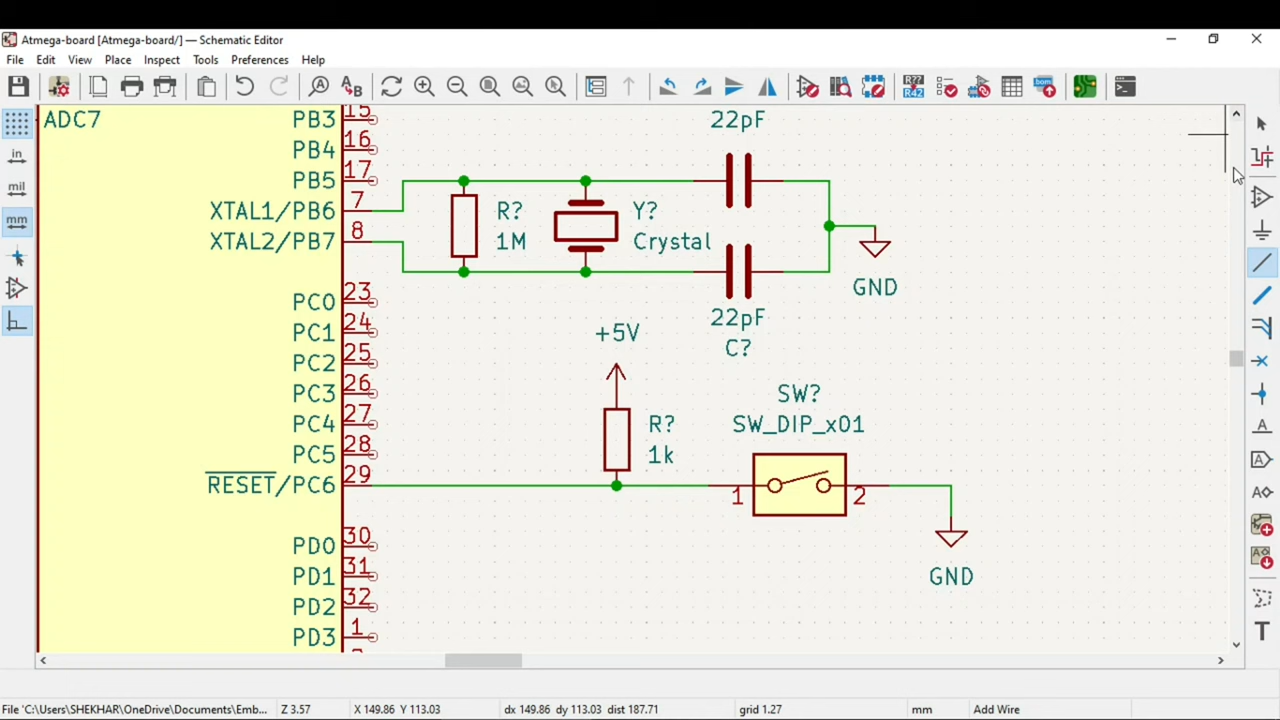 Atmega-board [Atmega-board/] — Schematic Editor
File Edit View Place Inspect Tools Preferences Help
R?? R42
in
mil
mm
ADC7
PB3 15
PB4 16
PB5 17
XTAL1/PB6 7
XTAL2/PB7 8
PC0 23
PC1 24
PC2 25
PC3 26
PC4 27
PC5 28
RESET/PC6 29
PD0 30
PD1 31
PD2 32
PD3 1
22pF
R?
1M
Y?
Crystal
GND
22pF
C?
+5V
R?
1k
SW?
SW_DIP_x01
1 2
GND
A
A
A
A
T
File 'C:\Users\SHEKHAR\OneDrive\Documents\Emb... Z 3.57 X 149.86 Y 113.03 dx 149.86 dy 113.03 dist 187.71 grid 1.27 mm Add Wire